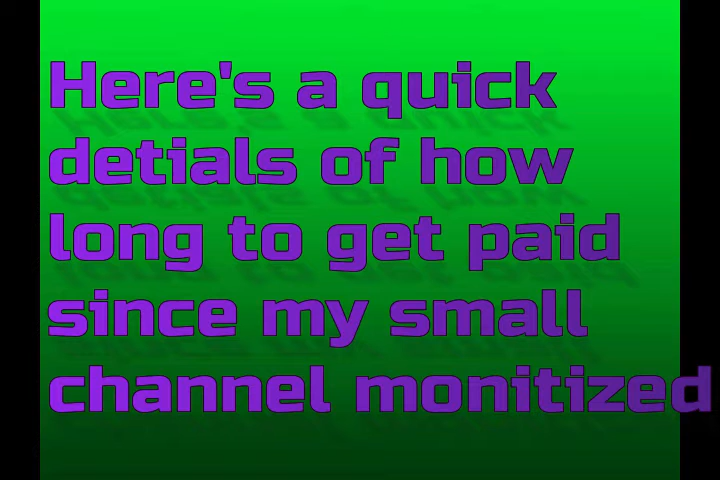 Here's a quick
detials of how
long to get paid
since my small
channel monitized